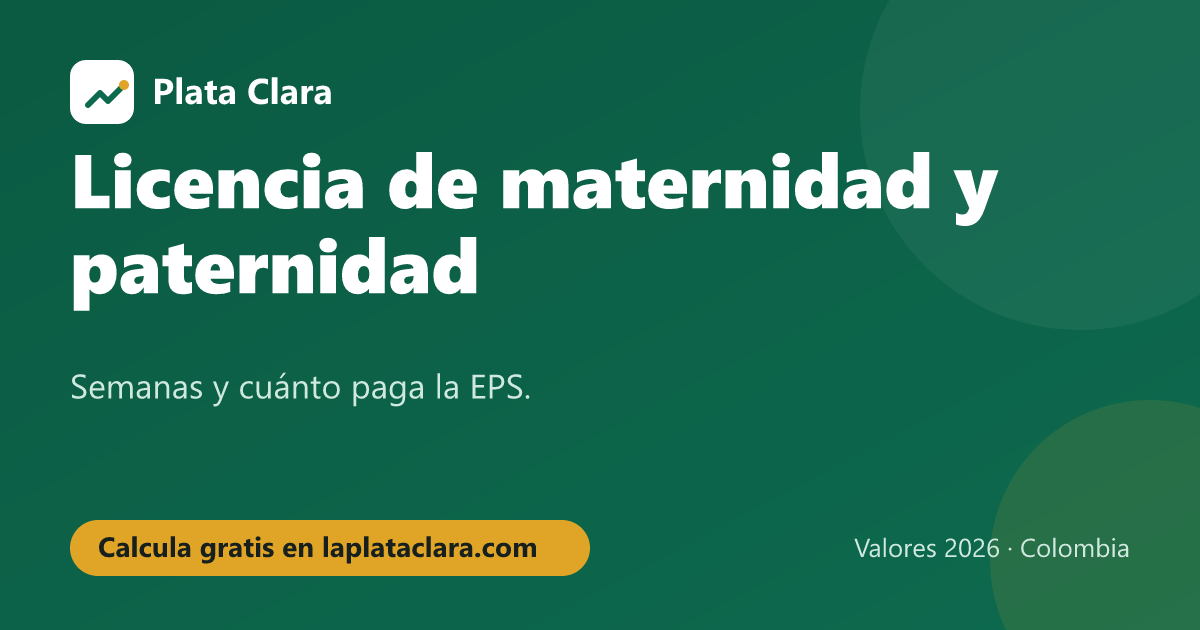 Plata Clara
Licencia de maternidad y
paternidad
Semanas y cuánto paga la EPS.
Calcula gratis en laplataclara.com
Valores 2026 · Colombia